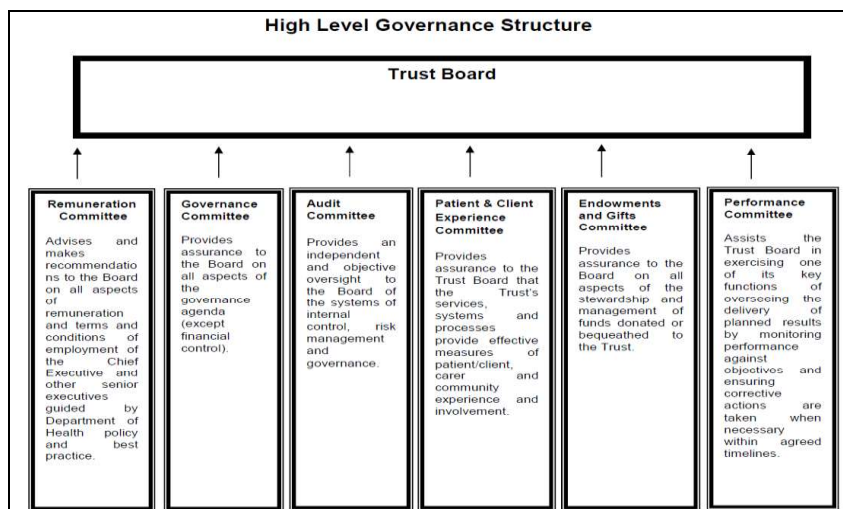 High Level Governance Structure
Trust Board
Remuneration
Committee
Advises and
makes
recommendatio
ns to the Board
on all aspects
of
remuneration
and terms and
conditions of
employment of
the Chief
Executive and
other senior
executives
guided by
Department of
Health policy
and best
practice.
Governance
Committee
Provides
assurance to
the Board on
all aspects of
the
governance
agenda
(except
financial
control).
Audit
Committee
Provides an
independent
and objective
oversight to
the Board of
the systems of
internal
control, risk
management
and
governance.
Patient & Client
Experience
Committee
Provides
assurance to the
Trust Board that
the Trust's
services,
systems and
processes
provide effective
measures of
patient/client,
carer and
community
experience and
involvement.
Endowments
and Gifts
Committee
Provides
assurance to the
Board on all
aspects of the
stewardship and
management of
funds donated or
bequeathed to
the Trust.
Performance
Committee
Assists the
Trust Board in
exercising one
of its key
functions of
overseeing the
delivery of
planned results
by monitoring
performance
against
objectives and
ensuring
corrective
actions are
taken when
necessary
within agreed
timelines.